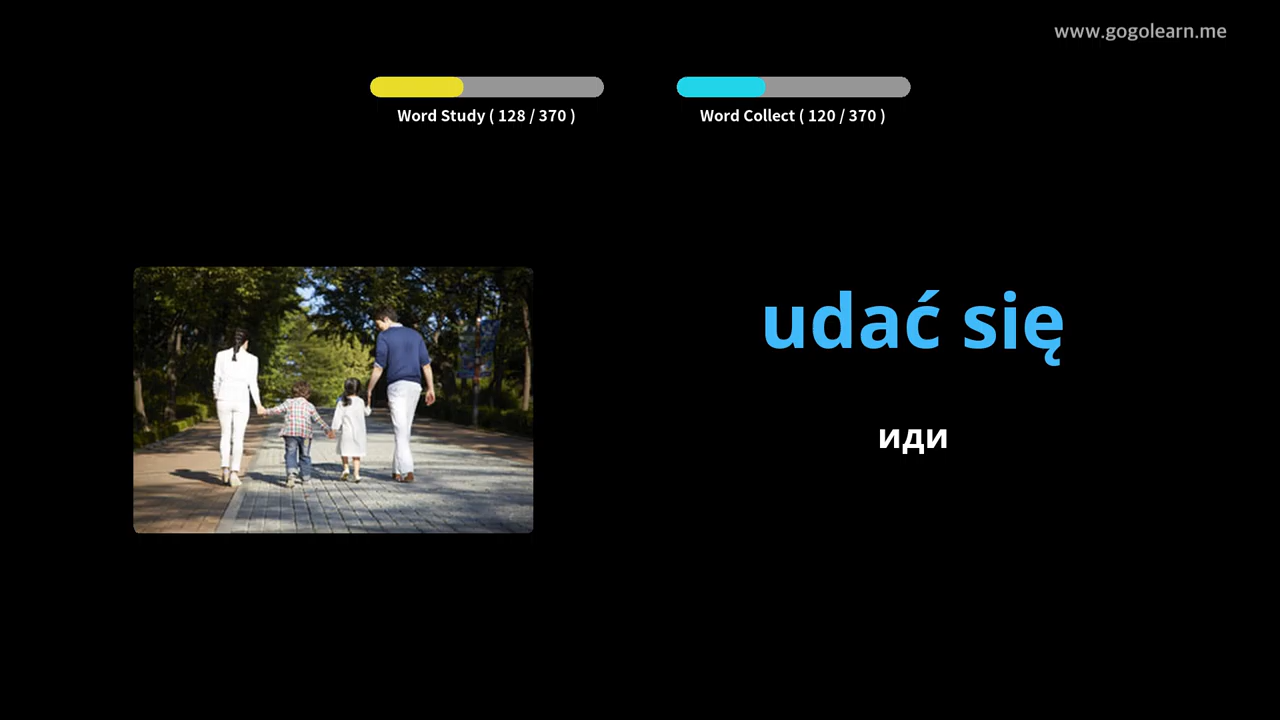 www.gogolearn.me
Word Study ( 128 / 370 )
Word Collect ( 120 / 370 )
udać się
иди